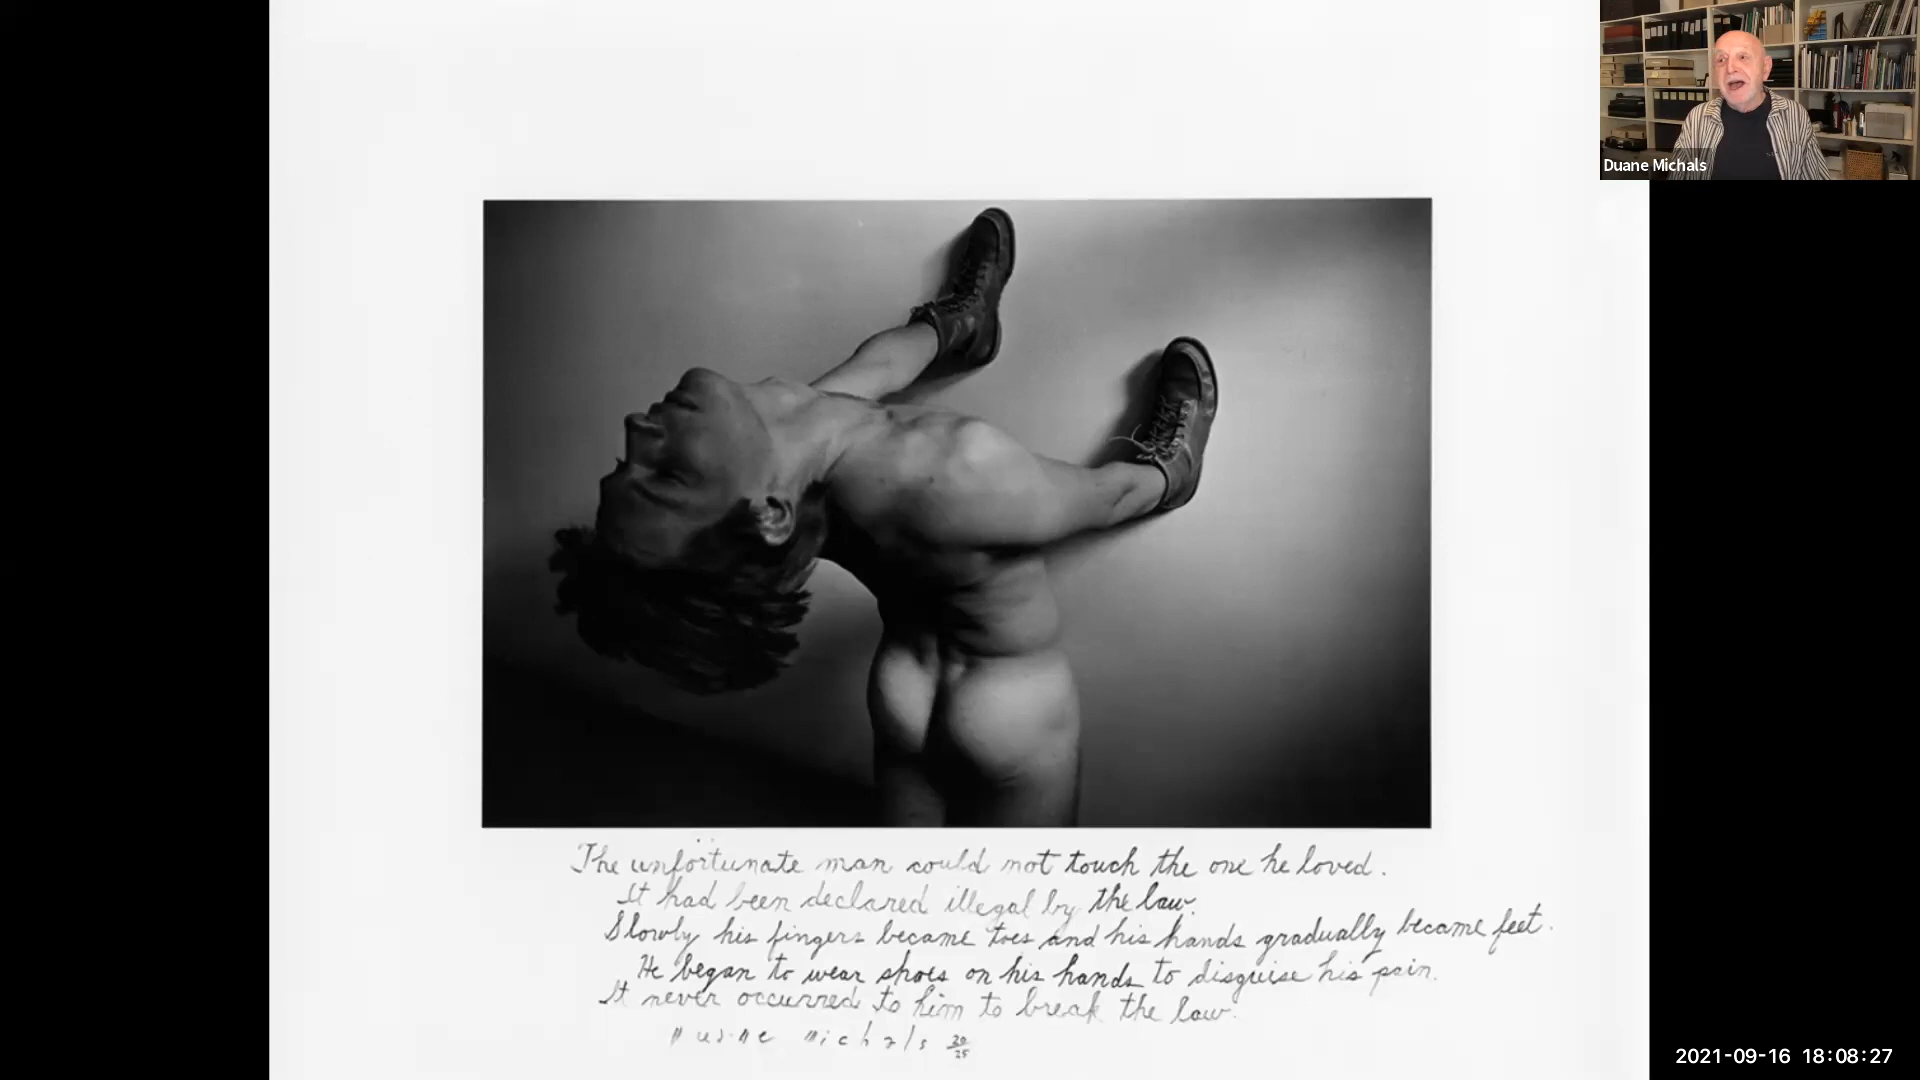 Duane Michals
The unfortunate man could not touch the one he loved.
It had been declared illegal by the law.
Slowly his fingers became toes and his hands gradually became feet.
He began to wear shoes on his hands to disguise his pain.
It never occurred to him to break the law.
Duane Michals 20/25
2021-09-16 18:08:27